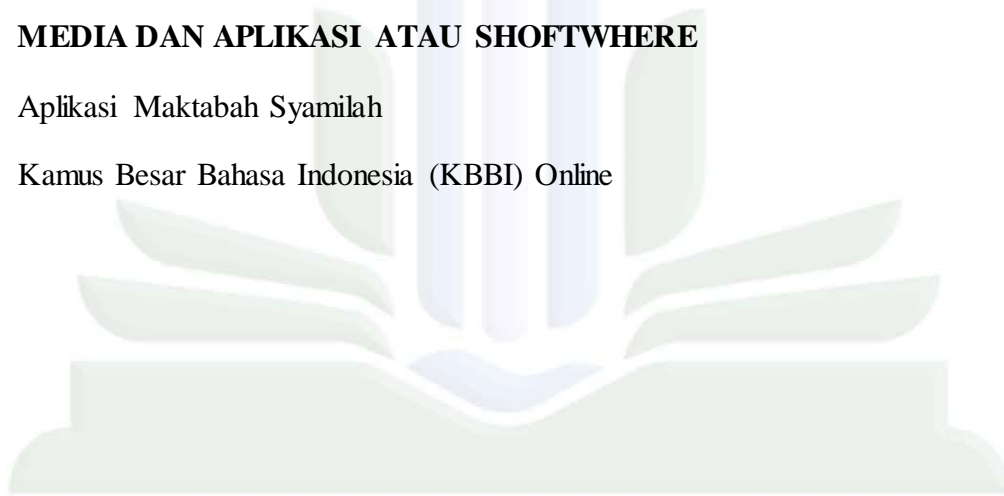 MEDIA DAN APLIKASI ATAU SHOFTWHERE
Aplikasi Maktabah Syamilah
Kamus Besar Bahasa Indonesia (KBBI) Online